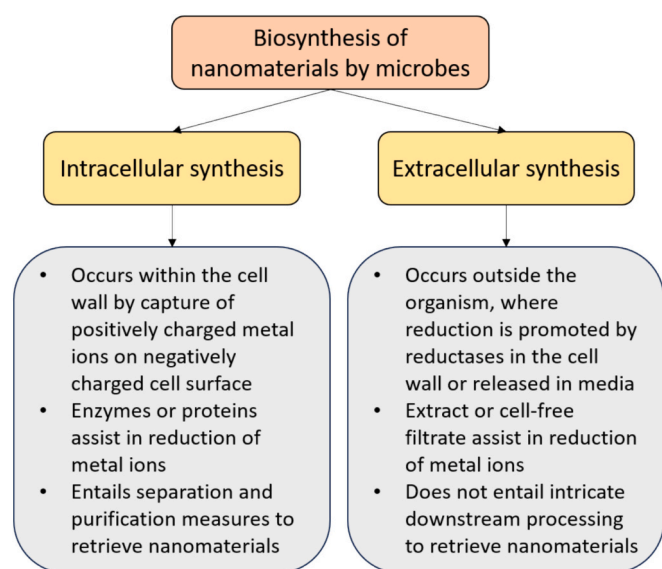 Biosynthesis of
nanomaterials by microbes
Intracellular synthesis
Extracellular synthesis
• Occurs within the cell
wall by capture of
positively charged metal
ions on negatively
charged cell surface
• Enzymes or proteins
assist in reduction of
metal ions
• Entails separation and
purification measures to
retrieve nanomaterials
• Occurs outside the
organism, where
reduction is promoted by
reductases in the cell
wall or released in media
• Extract or cell-free
filtrate assist in reduction
of metal ions
• Does not entail intricate
downstream processing
to retrieve nanomaterials